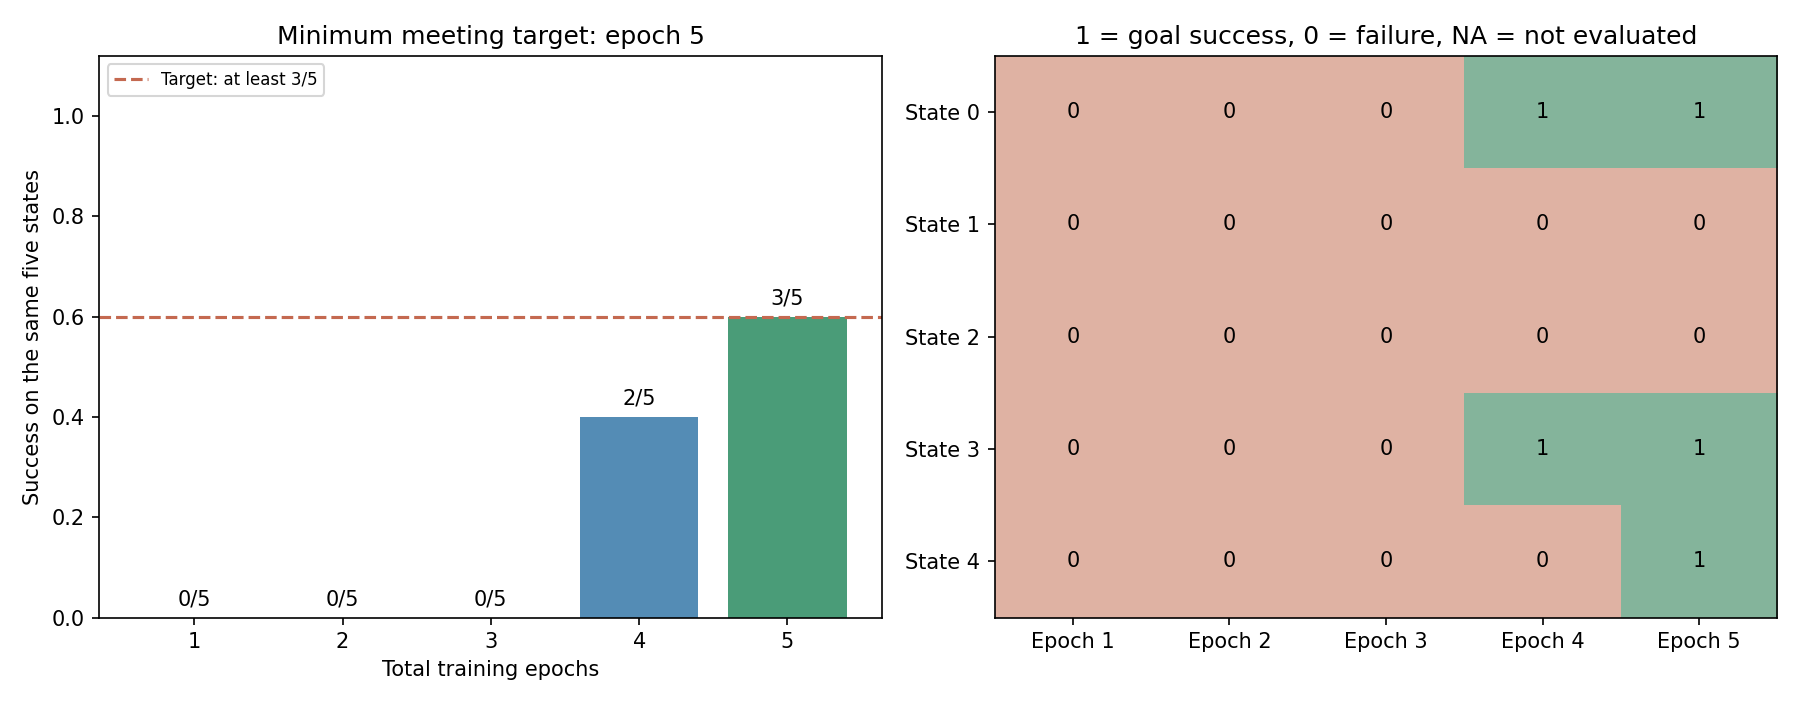 Minimum meeting target: epoch 5
Target: at least 3/5
Success on the same five states
1.0
0.8
0.6
0.4
0.2
0.0
0/5
0/5
0/5
2/5
3/5
1 2 3 4 5
Total training epochs
1 = goal success, 0 = failure, NA = not evaluated
State 0 0 0 0 1 1
State 1 0 0 0 0 0
State 2 0 0 0 0 0
State 3 0 0 0 1 1
State 4 0 0 0 0 1
Epoch 1 Epoch 2 Epoch 3 Epoch 4 Epoch 5